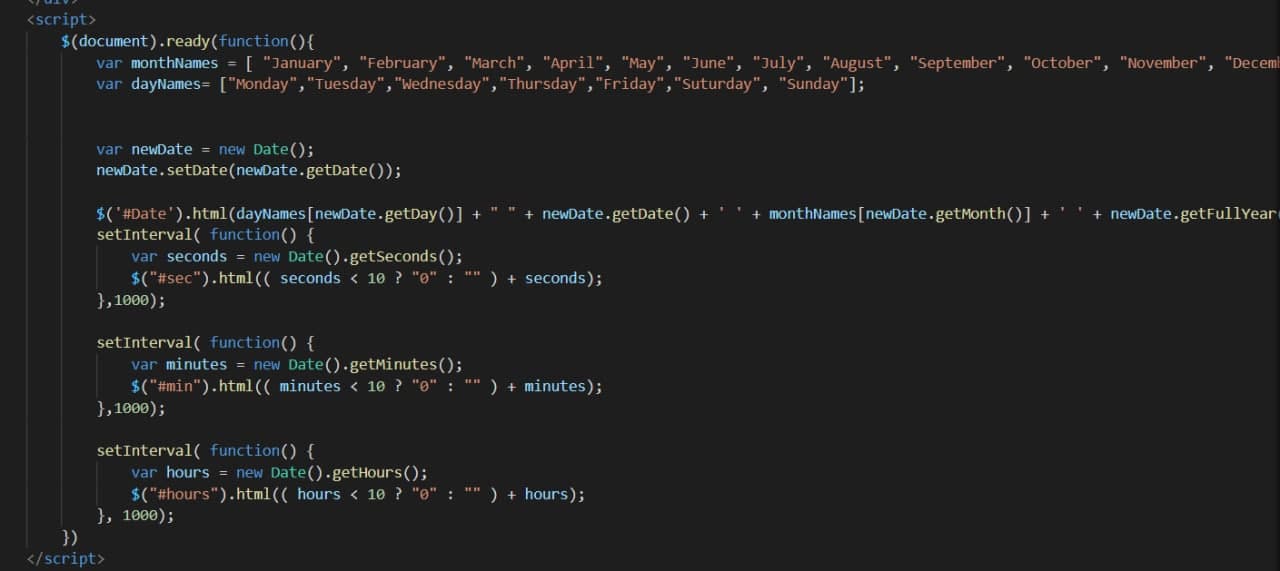 </div>
<script>
$(document).ready(function(){
var monthNames = [ "January", "February", "March", "April", "May", "June", "July", "August", "September", "October", "November", "Decem
var dayNames= ["Monday","Tuesday","Wednesday","Thursday","Friday","Suturday", "Sunday"];
var newDate = new Date();
newDate.setDate(newDate.getDate());
$('#Date').html(dayNames[newDate.getDay()] + " " + newDate.getDate() + ' ' + monthNames[newDate.getMonth()] + ' ' + newDate.getFullYear(
setInterval( function() {
var seconds = new Date().getSeconds();
$("#sec").html(( seconds < 10 ? "0" : "" ) + seconds);
},1000);
setInterval( function() {
var minutes = new Date().getMinutes();
$("#min").html(( minutes < 10 ? "0" : "" ) + minutes);
},1000);
setInterval( function() {
var hours = new Date().getHours();
$("#hours").html(( hours < 10 ? "0" : "" ) + hours);
}, 1000);
})
</script>